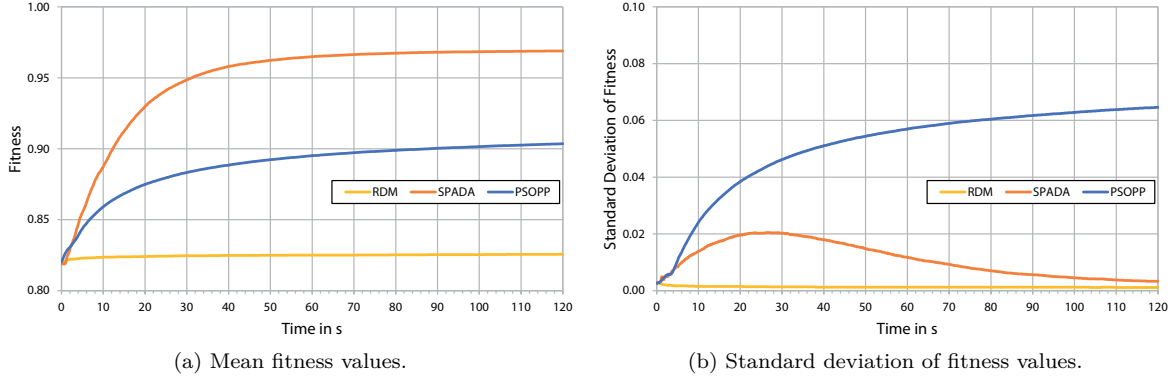 1.00
0.95
0.90
0.85
0.80
Fitness
RDM SPADA PSOPP
0 10 20 30 40 50 60 70 80 90 100 110 120
Time in s
(a) Mean fitness values.
0.10
0.08
0.06
0.04
0.02
0.00
Standard Deviation of Fitness
RDM SPADA PSOPP
0 10 20 30 40 50 60 70 80 90 100 110 120
Time in s
(b) Standard deviation of fitness values.